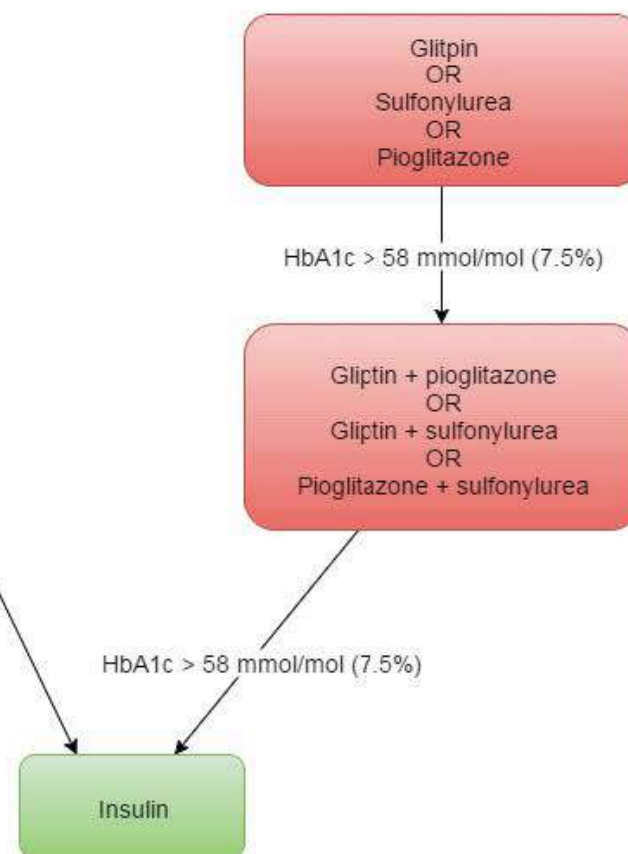 Glitpin
OR
Sulfonylurea
OR
Pioglitazone
HbA1c > 58 mmol/mol (7.5%)
Gliptin + pioglitazone
OR
Gliptin + sulfonylurea
OR
Pioglitazone + sulfonylurea
HbA1c > 58 mmol/mol (7.5%)
Insulin